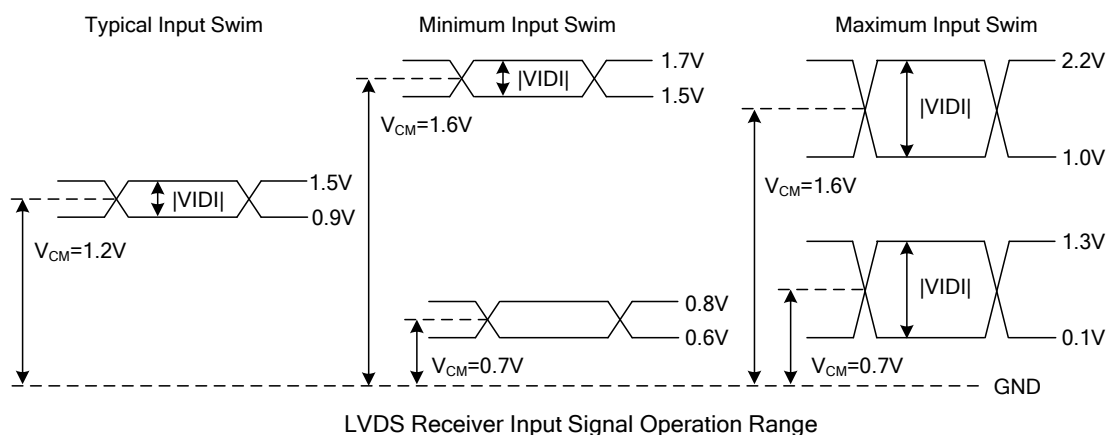 Typical Input Swim
Minimum Input Swim
Maximum Input Swim
1.7V
|VIDI|
1.5V
V_CM=1.6V
2.2V
|VIDI|
1.0V
V_CM=1.6V
1.5V
|VIDI|
0.9V
V_CM=1.2V
0.8V
0.6V
V_CM=0.7V
1.3V
|VIDI|
0.1V
V_CM=0.7V
GND
LVDS Receiver Input Signal Operation Range